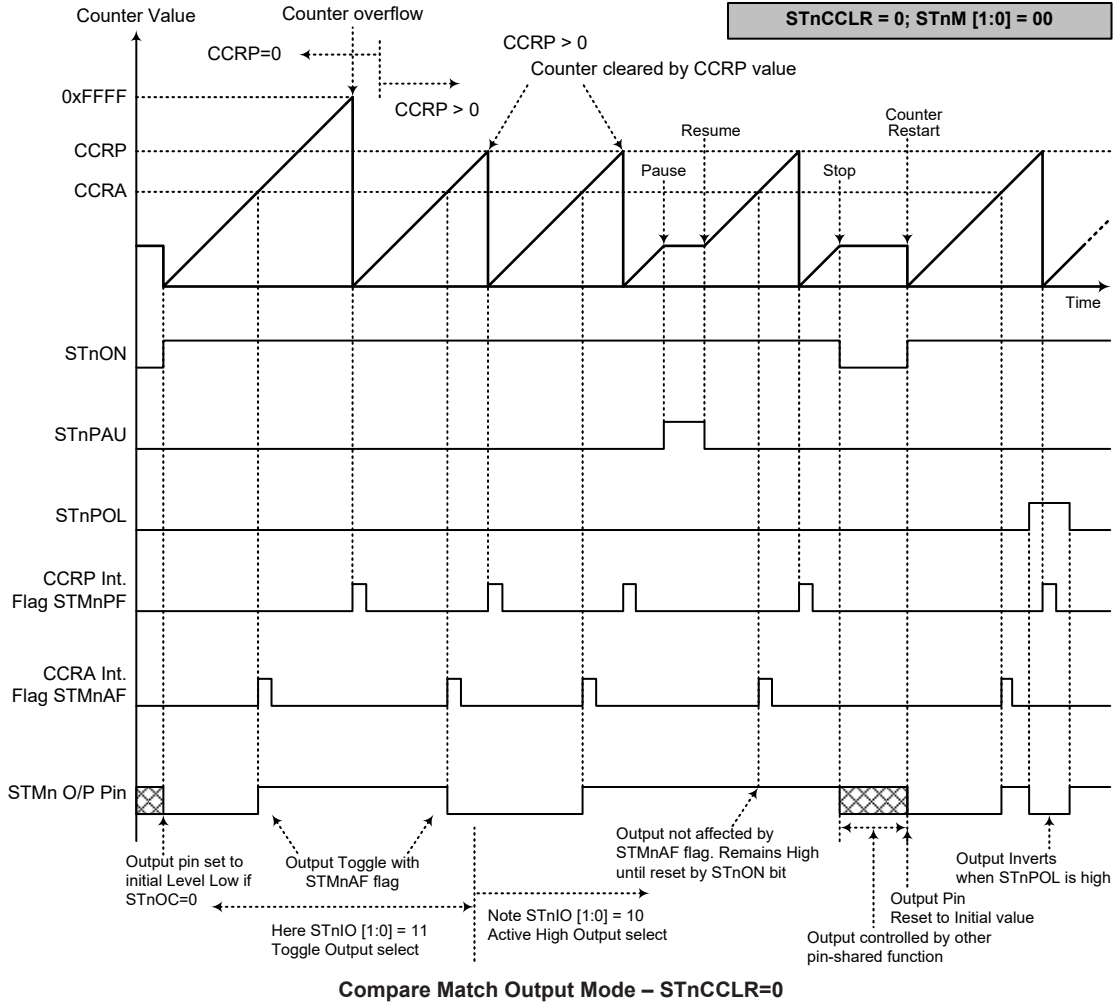 Counter Value
Counter overflow
STnCCLR = 0; STnM [1:0] = 00
CCRP=0
CCRP > 0
CCRP > 0
Counter cleared by CCRP value
0xFFFF
CCRP
CCRA
Pause
Resume
Stop
Counter
Restart
Time
STnON
STnPAU
STnPOL
CCRP Int.
Flag STMnPF
CCRA Int.
Flag STMnAF
STMn O/P Pin
Output pin set to
initial Level Low if
STnOC=0
Output Toggle with
STMnAF flag
Here STnIO [1:0] = 11
Toggle Output select
Note STnIO [1:0] = 10
Active High Output select
Output not affected by
STMnAF flag. Remains High
until reset by STnON bit
Output controlled by other
pin-shared function
Output Pin
Reset to Initial value
Output Inverts
when STnPOL is high
Compare Match Output Mode – STnCCLR=0